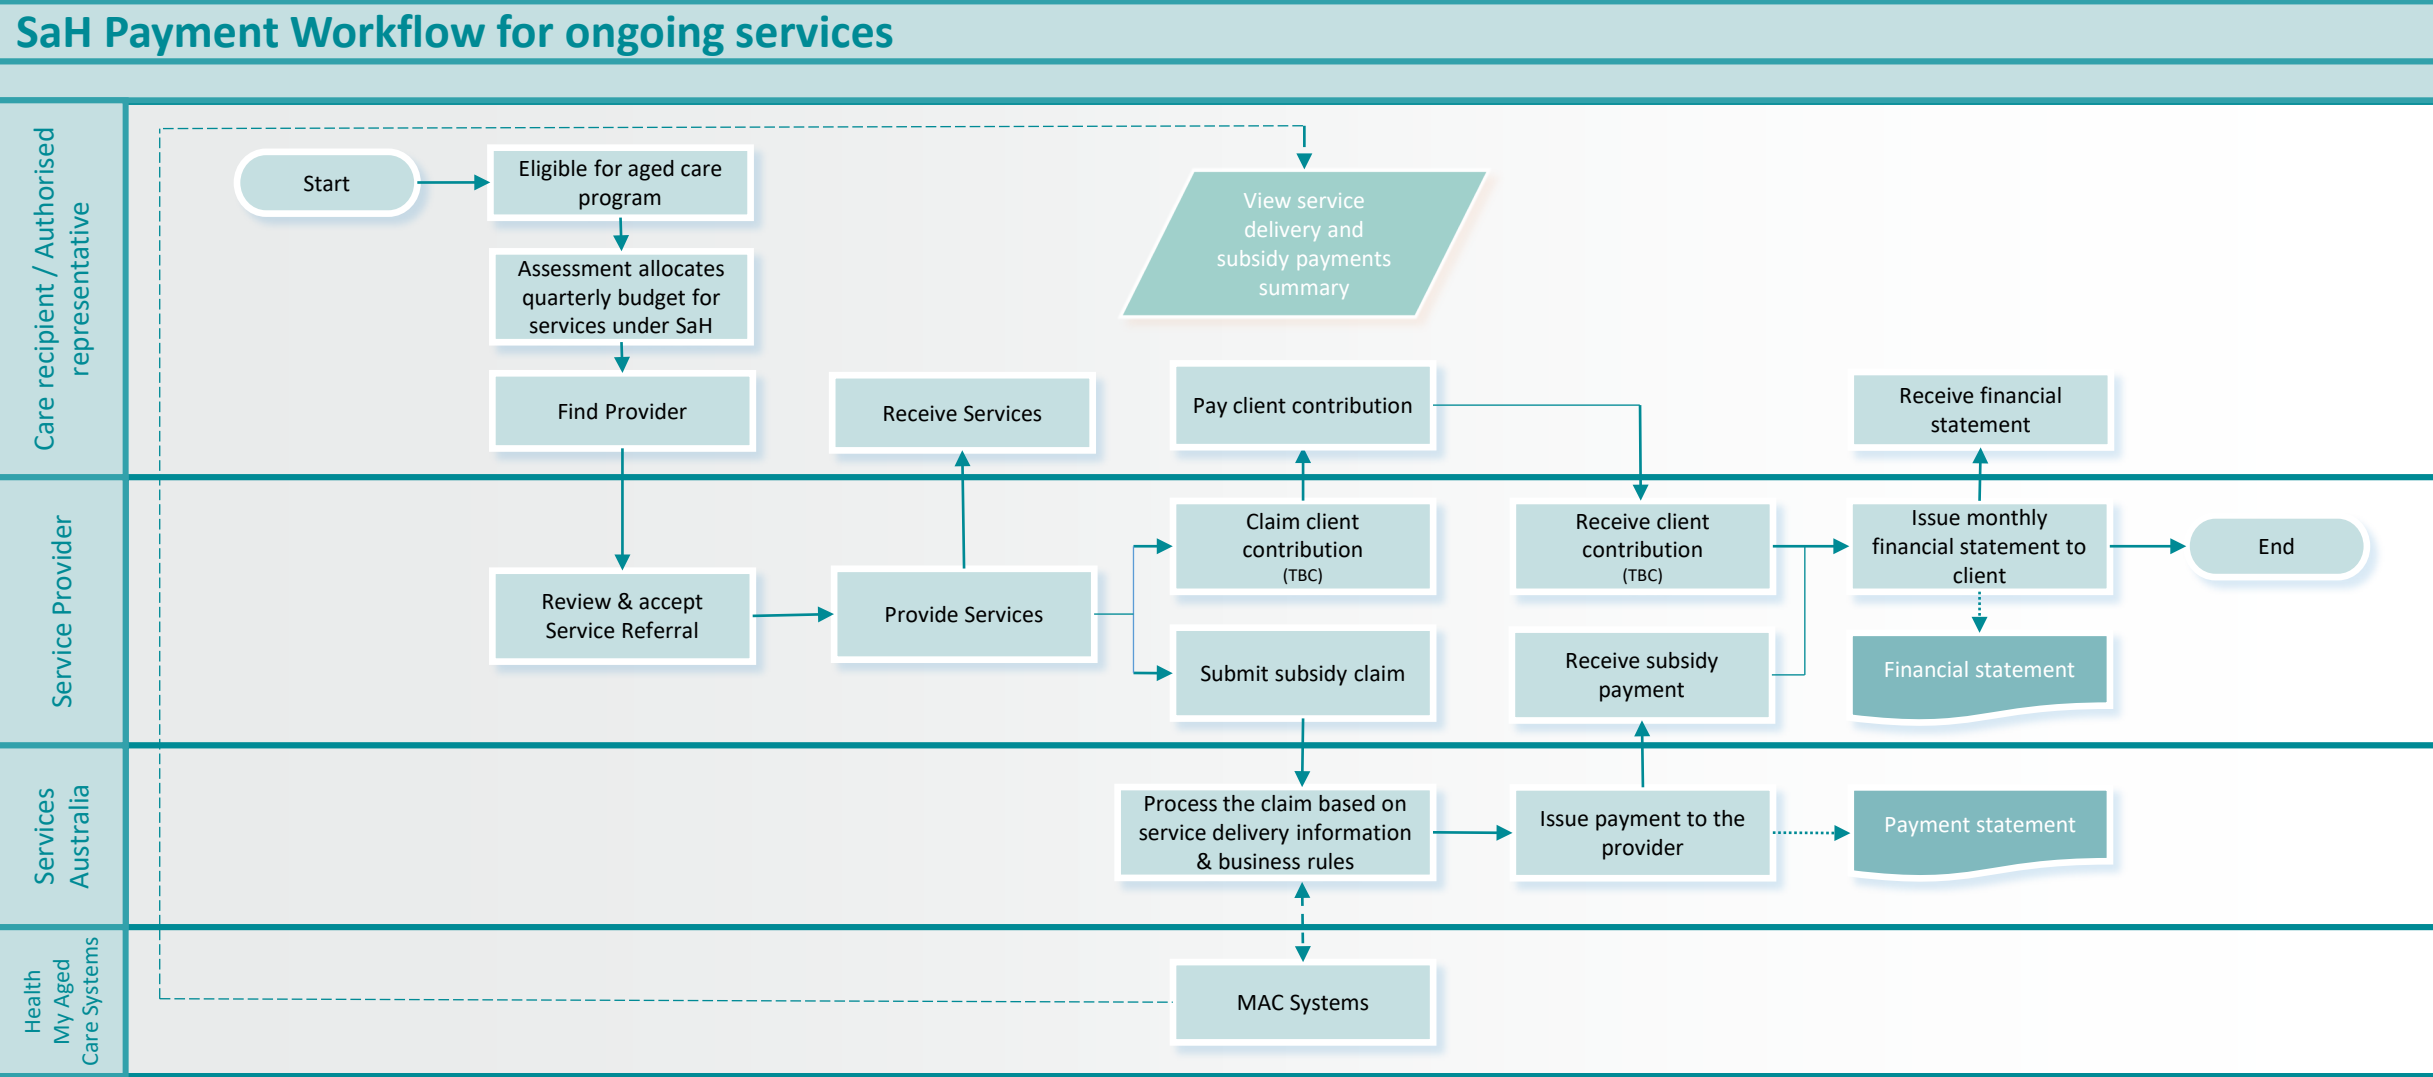 SaH Payment Workflow for ongoing services
Care recipient / Authorised
representative
Start
Eligible for aged care
program
Assessment allocates
quarterly budget for
services under SaH
Find Provider
Receive Services
View service
delivery and
subsidy payments
summary
Pay client contribution
Receive financial
statement
Service Provider
Review & accept
Service Referral
Provide Services
Claim client
contribution
(TBC)
Submit subsidy claim
Receive client
contribution
(TBC)
Receive subsidy
payment
Issue monthly
financial statement to
client
Financial statement
End
Services
Australia
Process the claim based on
service delivery information
& business rules
Issue payment to the
provider
Payment statement
Health
My Aged
Care Systems
MAC Systems